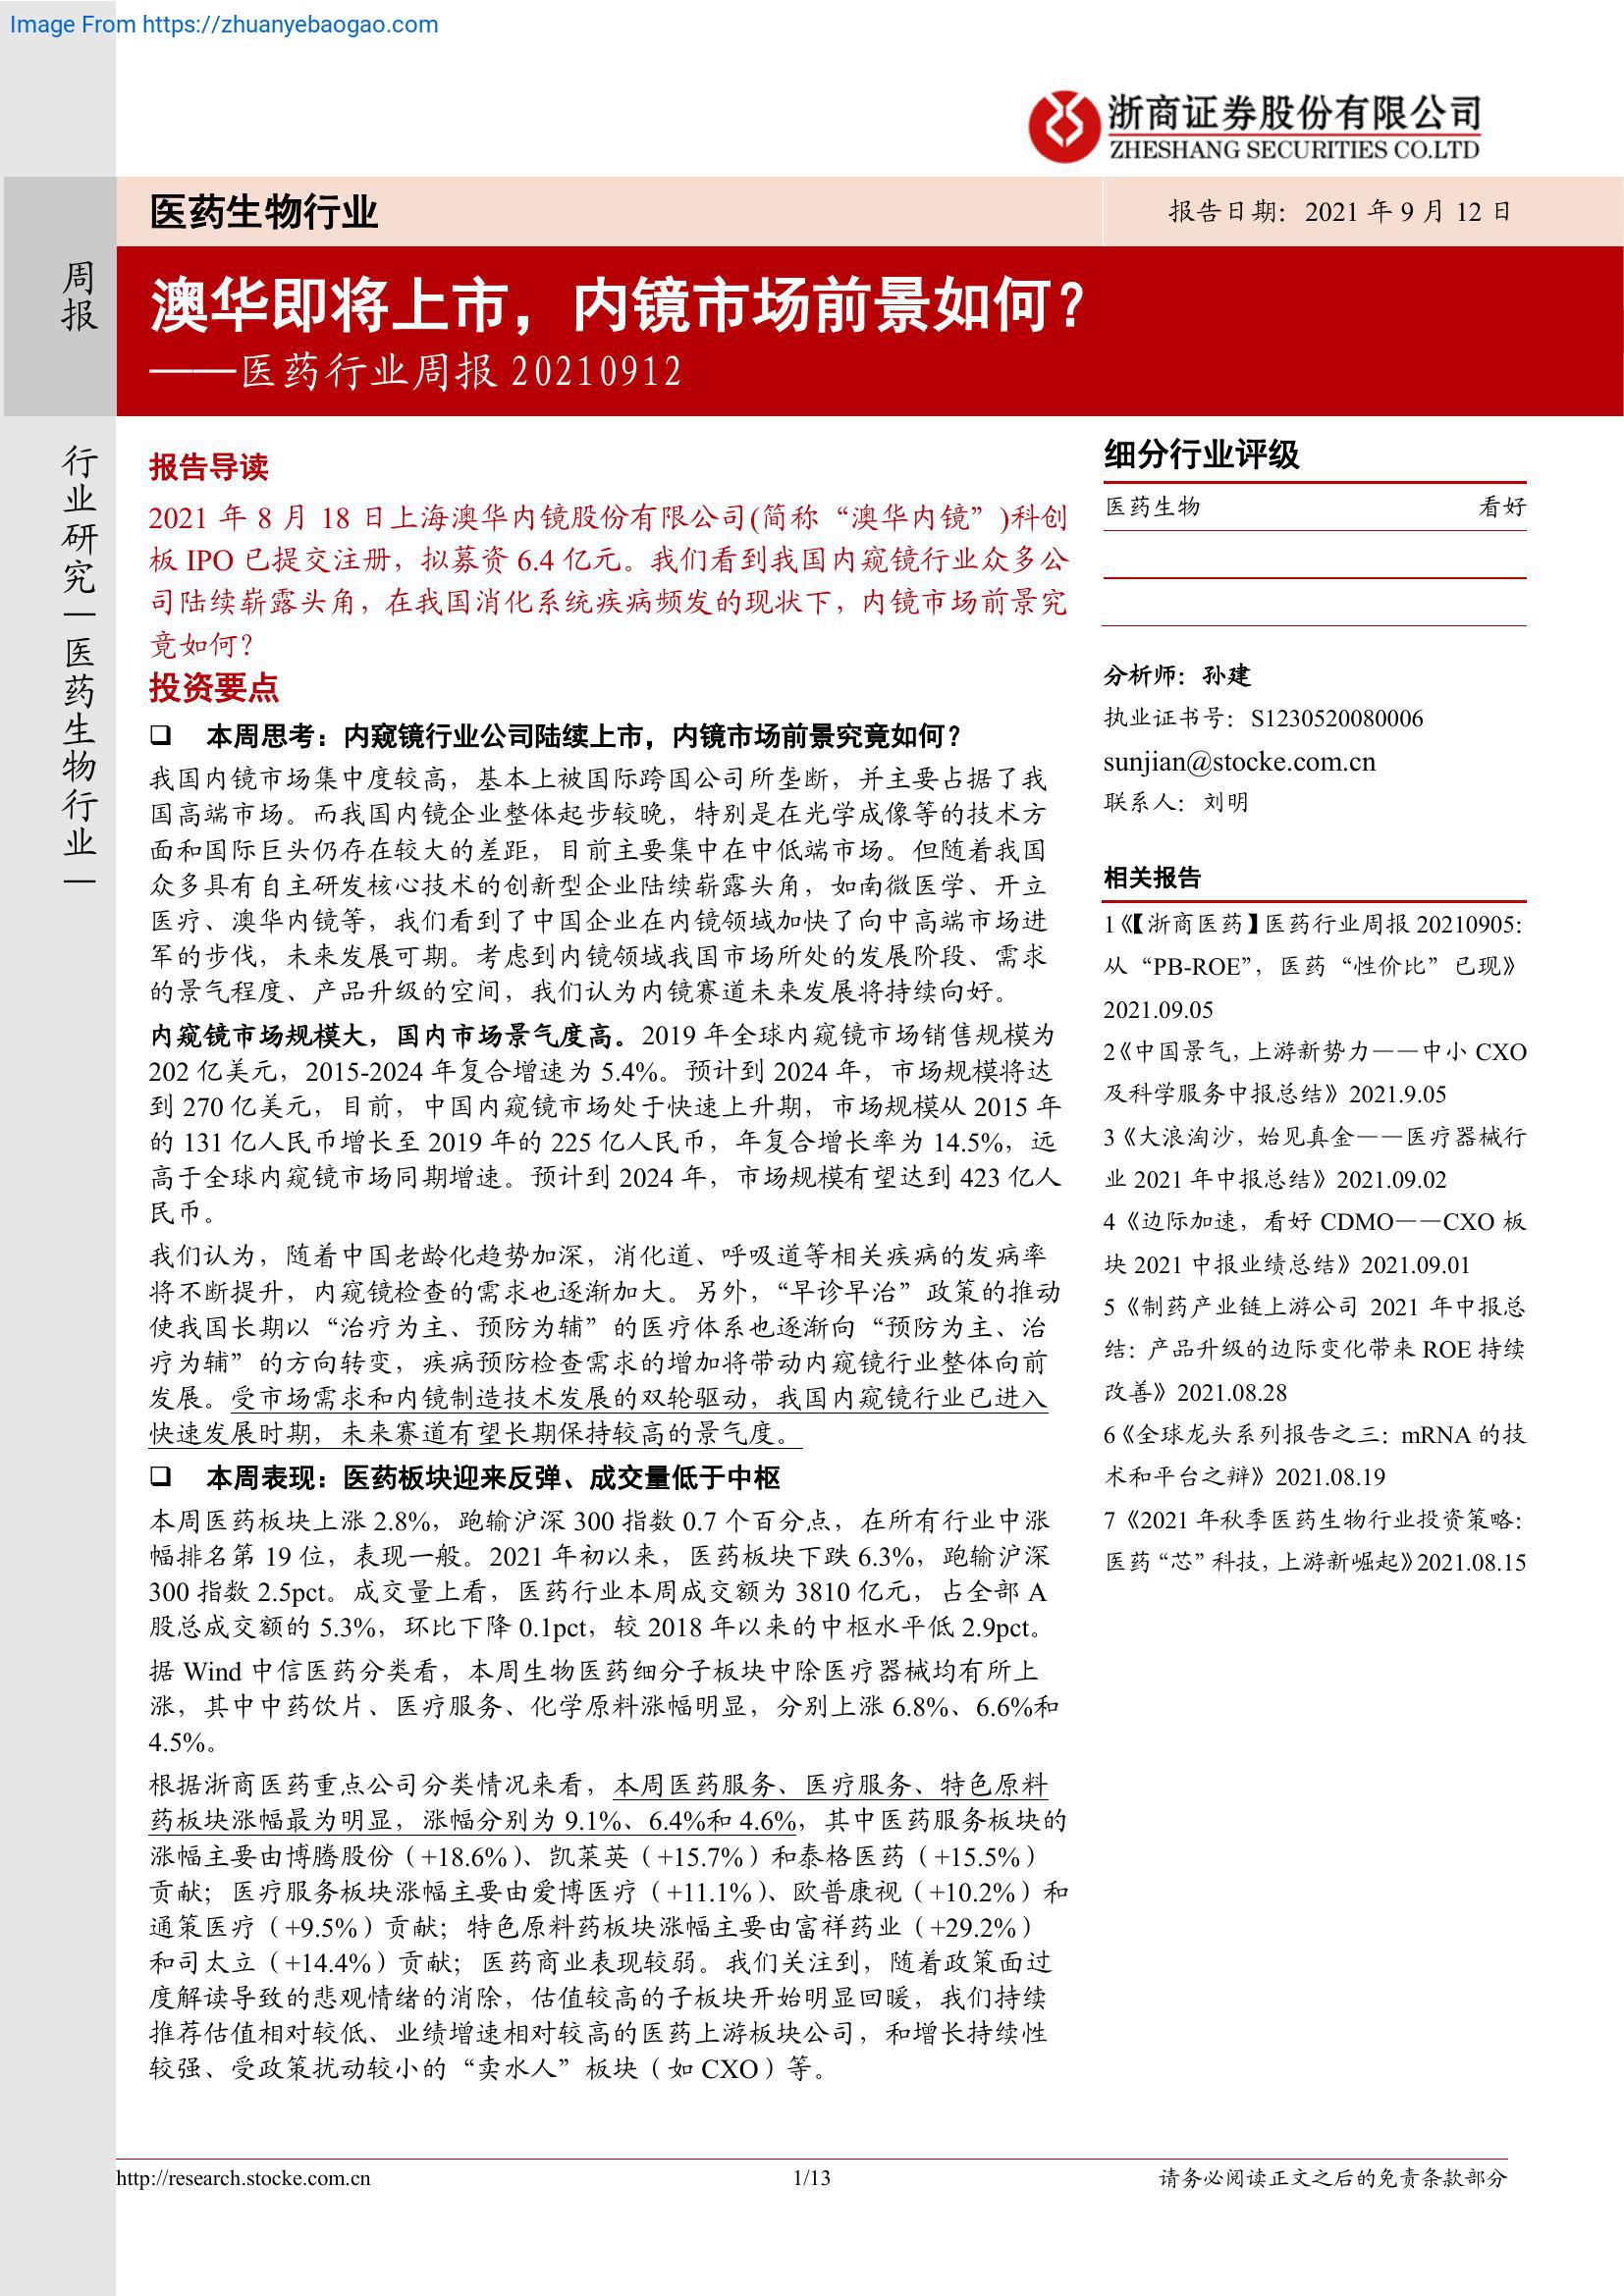 Image From https://zhuanyebaogao.com
浙商证券股份有限公司
ZHESHANG SECURITIES CO.LTD
医药生物行业
报告日期：2021 年 9 月 12 日
周报
澳华即将上市，内镜市场前景如何？
——医药行业周报 20210912
行业研究—医药生物行业—
报告导读
2021 年 8 月 18 日上海澳华内镜股份有限公司(简称“澳华内镜”)科创
板 IPO 已提交注册，拟募资 6.4 亿元。我们看到我国内窥镜行业众多公
司陆续崭露头角，在我国消化系统疾病频发的现状下，内镜市场前景究
竟如何？
投资要点
❑ 本周思考：内窥镜行业公司陆续上市，内镜市场前景究竟如何？
我国内镜市场集中度较高，基本上被国际跨国公司所垄断，并主要占据了我
国高端市场。而我国内镜企业整体起步较晚，特别是在光学成像等的技术方
面和国际巨头仍存在较大的差距，目前主要集中在中低端市场。但随着我国
众多具有自主研发核心技术的创新型企业陆续崭露头角，如南微医学、开立
医疗、澳华内镜等，我们看到了中国企业在内镜领域加快了向中高端市场进
军的步伐，未来发展可期。考虑到内镜领域我国市场所处的发展阶段、需求
的景气程度、产品升级的空间，我们认为内镜赛道未来发展将持续向好。
内窥镜市场规模大，国内市场景气度高。2019 年全球内窥镜市场销售规模为
202 亿美元，2015-2024 年复合增速为 5.4%。预计到 2024 年，市场规模将达
到 270 亿美元，目前，中国内窥镜市场处于快速上升期，市场规模从 2015 年
的 131 亿人民币增长至 2019 年的 225 亿人民币，年复合增长率为 14.5%，远
高于全球内窥镜市场同期增速。预计到 2024 年，市场规模有望达到 423 亿人
民币。
我们认为，随着中国老龄化趋势加深，消化道、呼吸道等相关疾病的发病率
将不断提升，内窥镜检查的需求也逐渐加大。另外，“早诊早治”政策的推动
使我国长期以“治疗为主、预防为辅”的医疗体系也逐渐向“预防为主、治
疗为辅”的方向转变，疾病预防检查需求的增加将带动内窥镜行业整体向前
发展。受市场需求和内镜制造技术发展的双轮驱动，我国内窥镜行业已进入
快速发展时期，未来赛道有望长期保持较高的景气度。
❑ 本周表现：医药板块迎来反弹、成交量低于中枢
本周医药板块上涨 2.8%，跑输沪深 300 指数 0.7 个百分点，在所有行业中涨
幅排名第 19 位，表现一般。2021 年初以来，医药板块下跌 6.3%，跑输沪深
300 指数 2.5pct。成交量上看，医药行业本周成交额为 3810 亿元，占全部 A
股总成交额的 5.3%，环比下降 0.1pct，较 2018 年以来的中枢水平低 2.9pct。
据 Wind 中信医药分类看，本周生物医药细分子板块中除医疗器械均有所上
涨，其中中药饮片、医疗服务、化学原料涨幅明显，分别上涨 6.8%、6.6%和
4.5%。
根据浙商医药重点公司分类情况来看，本周医药服务、医疗服务、特色原料
药板块涨幅最为明显，涨幅分别为 9.1%、6.4%和 4.6%，其中医药服务板块的
涨幅主要由博腾股份（+18.6%）、凯莱英（+15.7%）和泰格医药（+15.5%）
贡献；医疗服务板块涨幅主要由爱博医疗（+11.1%）、欧普康视（+10.2%）和
通策医疗（+9.5%）贡献；特色原料药板块涨幅主要由富祥药业（+29.2%）
和司太立（+14.4%）贡献；医药商业表现较弱。我们关注到，随着政策面过
度解读导致的悲观情绪的消除，估值较高的子板块开始明显回暖，我们持续
推荐估值相对较低、业绩增速相对较高的医药上游板块公司，和增长持续性
较强、受政策扰动较小的“卖水人”板块（如 CXO）等。
细分行业评级
医药生物 看好
分析师：孙建
执业证书号：S1230520080006
sunjian@stocke.com.cn
联系人：刘明
相关报告
1《【浙商医药】医药行业周报 20210905:
从“PB-ROE”，医药“性价比”已现》
2021.09.05
2《中国景气，上游新势力——中小 CXO
及科学服务中报总结》2021.9.05
3《大浪淘沙，始见真金——医疗器械行
业 2021 年中报总结》2021.09.02
4《边际加速，看好 CDMO——CXO 板
块 2021 中报业绩总结》2021.09.01
5《制药产业链上游公司 2021 年中报总
结：产品升级的边际变化带来 ROE 持续
改善》2021.08.28
6《全球龙头系列报告之三：mRNA 的技
术和平台之辩》2021.08.19
7《2021 年秋季医药生物行业投资策略：
医药“芯”科技，上游新崛起》2021.08.15
http://research.stocke.com.cn
1/13
请务必阅读正文之后的免责条款部分